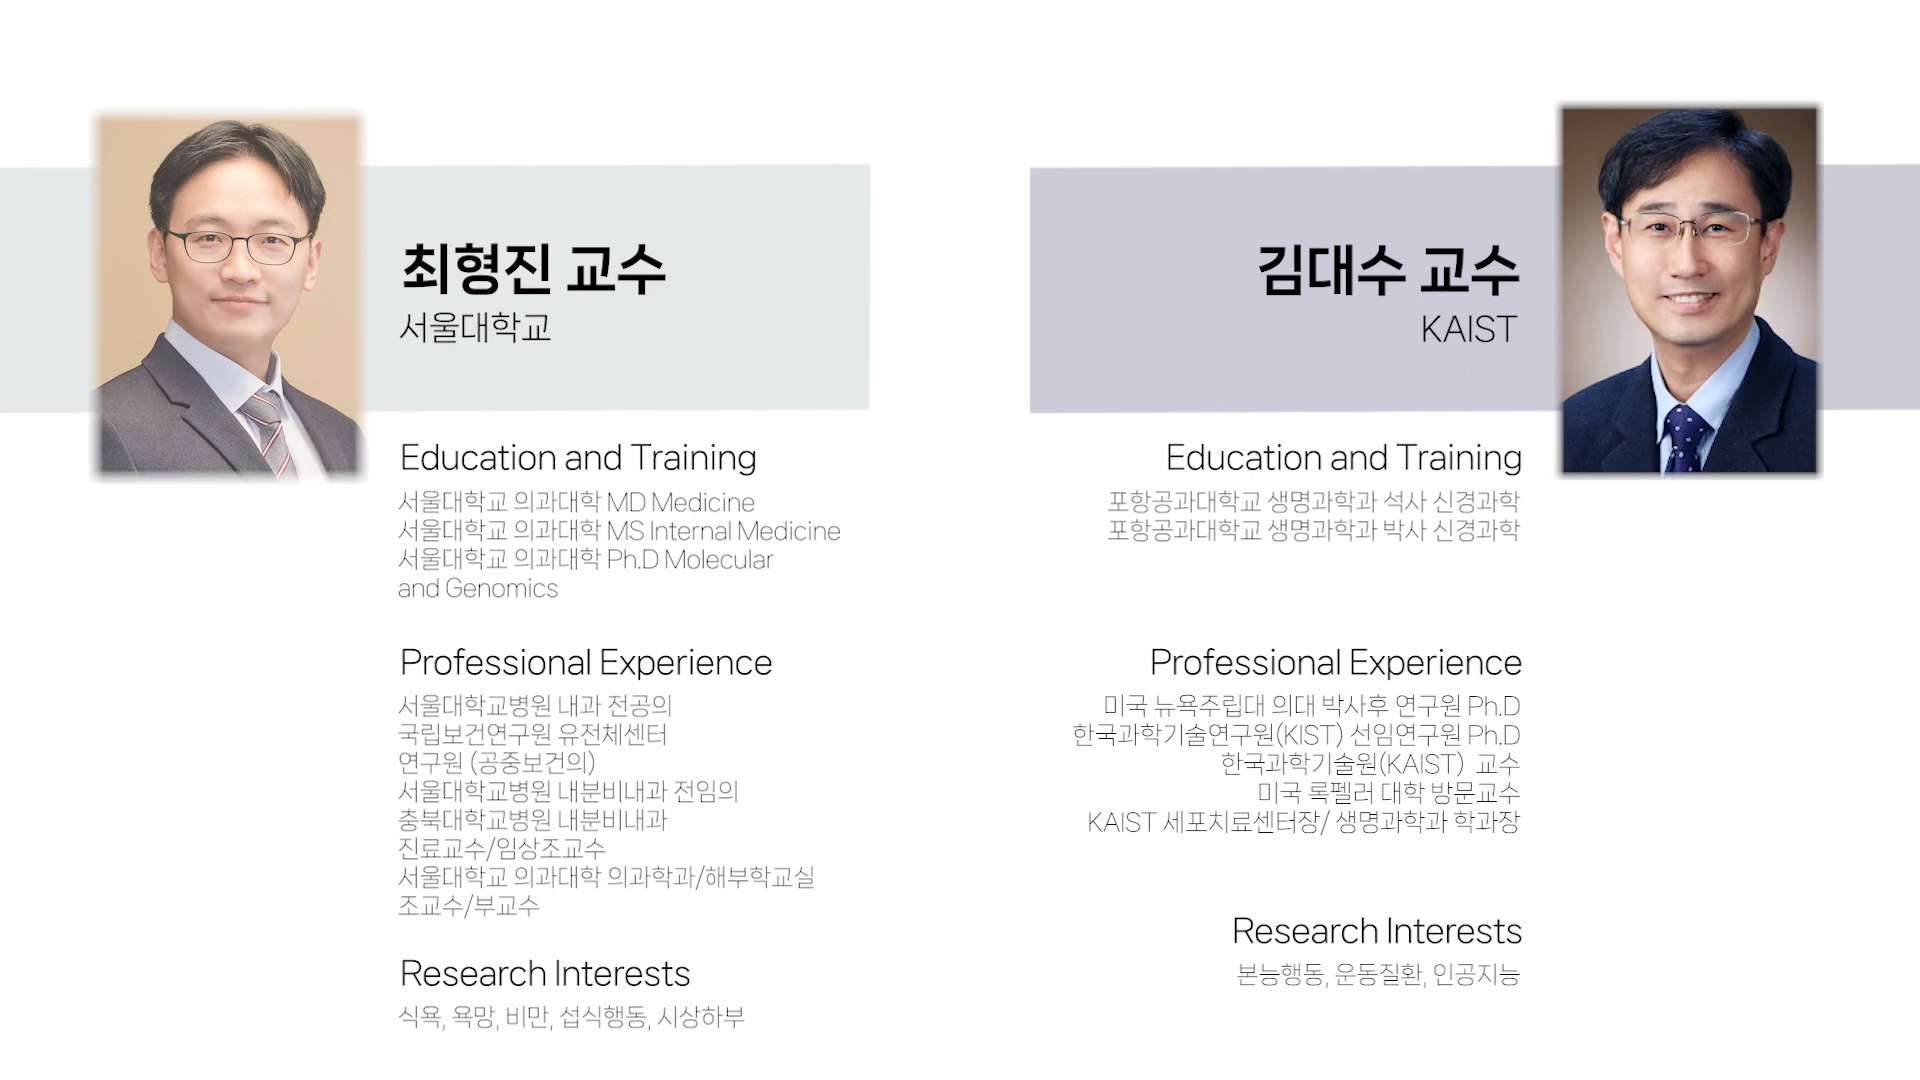 최형진 교수
서울대학교
Education and Training
서울대학교 의과대학 MD Medicine
서울대학교 의과대학 MS Internal Medicine
서울대학교 의과대학 Ph.D Molecular
and Genomics
Professional Experience
서울대학교병원 내과 전공의
국립보건연구원 유전체센터
연구원 (공중보건의)
서울대학교병원 내분비내과 전임의
충북대학교병원 내분비내과
진료교수/임상조교수
서울대학교 의과대학 의과학과/해부학교실
조교수/부교수
Research Interests
식욕, 욕망, 비만, 섭식행동, 시상하부
김대수 교수
KAIST
Education and Training
포항공과대학교 생명과학과 석사 신경과학
포항공과대학교 생명과학과 박사 신경과학
Professional Experience
미국 뉴욕주립대 의대 박사후 연구원 Ph.D
한국과학기술연구원(KIST) 선임연구원 Ph.D
한국과학기술원(KAIST) 교수
미국 록펠러 대학 방문교수
KAIST 세포치료센터장/ 생명과학과 학과장
Research Interests
본능행동, 운동질환, 인공지능